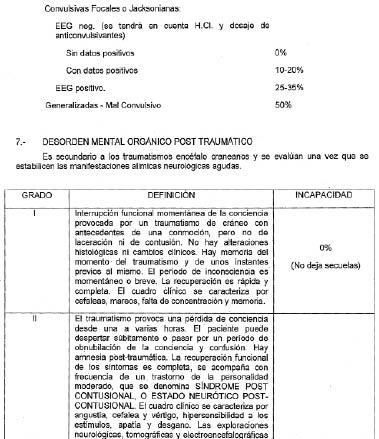 Convulsivas Focales o Jacksonianas:
EEG neg. (se tendrá en cuenta H.Cl. y dosaje de
anticonvulsivantes)
Sin datos positivos 0%
Con datos positivos 10-20%
EEG positivo. 25-35%
Generalizadas - Mal Convulsivo 50%
7.- DESORDEN MENTAL ORGÁNICO POST TRAUMÁTICO
Es secundario a los traumatismos encéfalo craneanos y se evalúan una vez que se
estabilicen las manifestaciones neurológicas agudas.
GRADO DEFINICIÓN INCAPACIDAD
I
Interrupción funcional momentánea de la conciencia
provocada por un traumatismo de cráneo con
antecedentes de una conmoción, pero no de
laceración ni de contusión. No hay alteraciones
histológicas ni cambios clínicos. Hay memoria del
momento del traumatismo y de unos instantes
previos al mismo. El período de inconsciencia es
momentáneo o breve. La recuperación es rápida y
completa. El cuadro clínico se caracteriza por
cefaleas, mareos, falta de concentración y memoria.
0%
(No deja secuelas)
II
El traumatismo provoca una pérdida de conciencia
desde una a varias horas. El paciente puede
despertar súbitamente o pasar por un período de
obnubilación de la conciencia y confusión. Hay
amnesia post-traumática. La recuperación funcional
de los síntomas es completa, se acompaña con
frecuencia de un trastorno de la personalidad
moderado, que se denomina SÍNDROME POST
CONTUSIONAL, O ESTADO NEURÓTICO POST-
CONTUSIONAL. El cuadro clínico se caracteriza por
angustia, cefalea y vértigo, hipersensibilidad a los
estímulos, apatía y desgano. Las exploraciones
neurológicas, tomográficas y electroencefalográficas